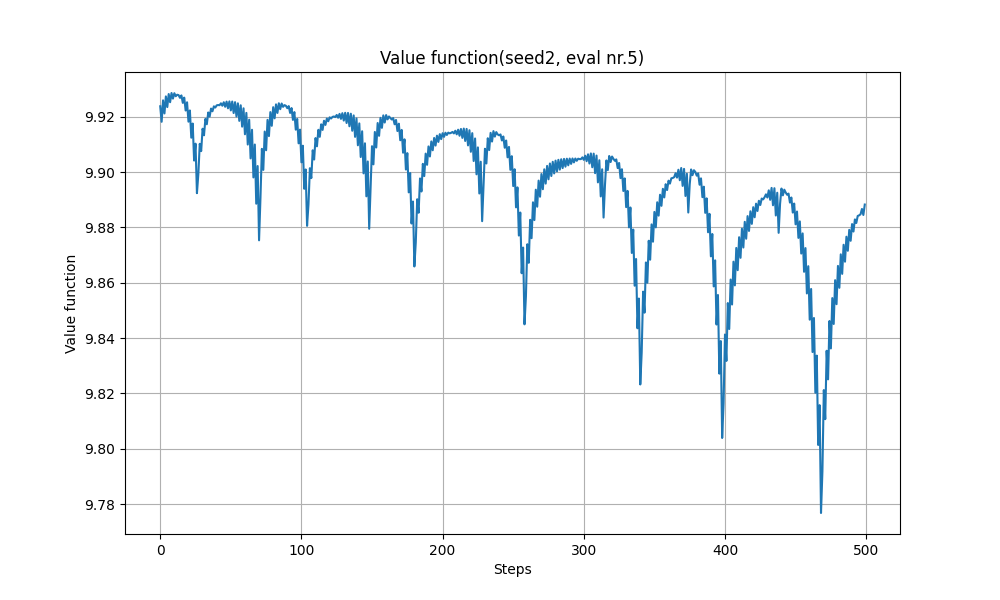 Value function(seed2, eval nr.5)
Value function
9.92
9.90
9.88
9.86
9.84
9.82
9.80
9.78
0 100 200 300 400 500
Steps